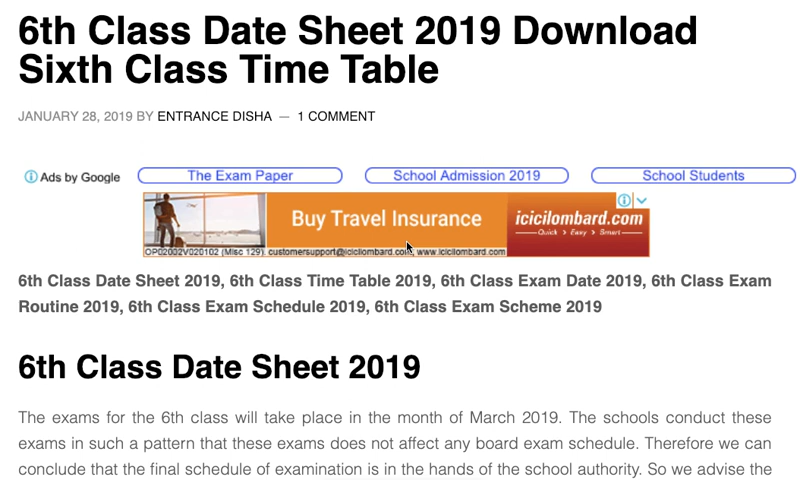 6th Class Date Sheet 2019 Download
Sixth Class Time Table
JANUARY 28, 2019 BY ENTRANCE DISHA — 1 COMMENT
Ads by Google The Exam Paper School Admission 2019 School Students
Buy Travel Insurance
icicilombard.com
Quick > Easy > Smart
OP02002V020102 (Misc 129). customersupport@icicilombard.com, www.icicilombard.com
6th Class Date Sheet 2019, 6th Class Time Table 2019, 6th Class Exam Date 2019, 6th Class Exam
Routine 2019, 6th Class Exam Schedule 2019, 6th Class Exam Scheme 2019
6th Class Date Sheet 2019
The exams for the 6th class will take place in the month of March 2019. The schools conduct these
exams in such a pattern that these exams does not affect any board exam schedule. Therefore we can
conclude that the final schedule of examination is in the hands of the school authority. So we advise the